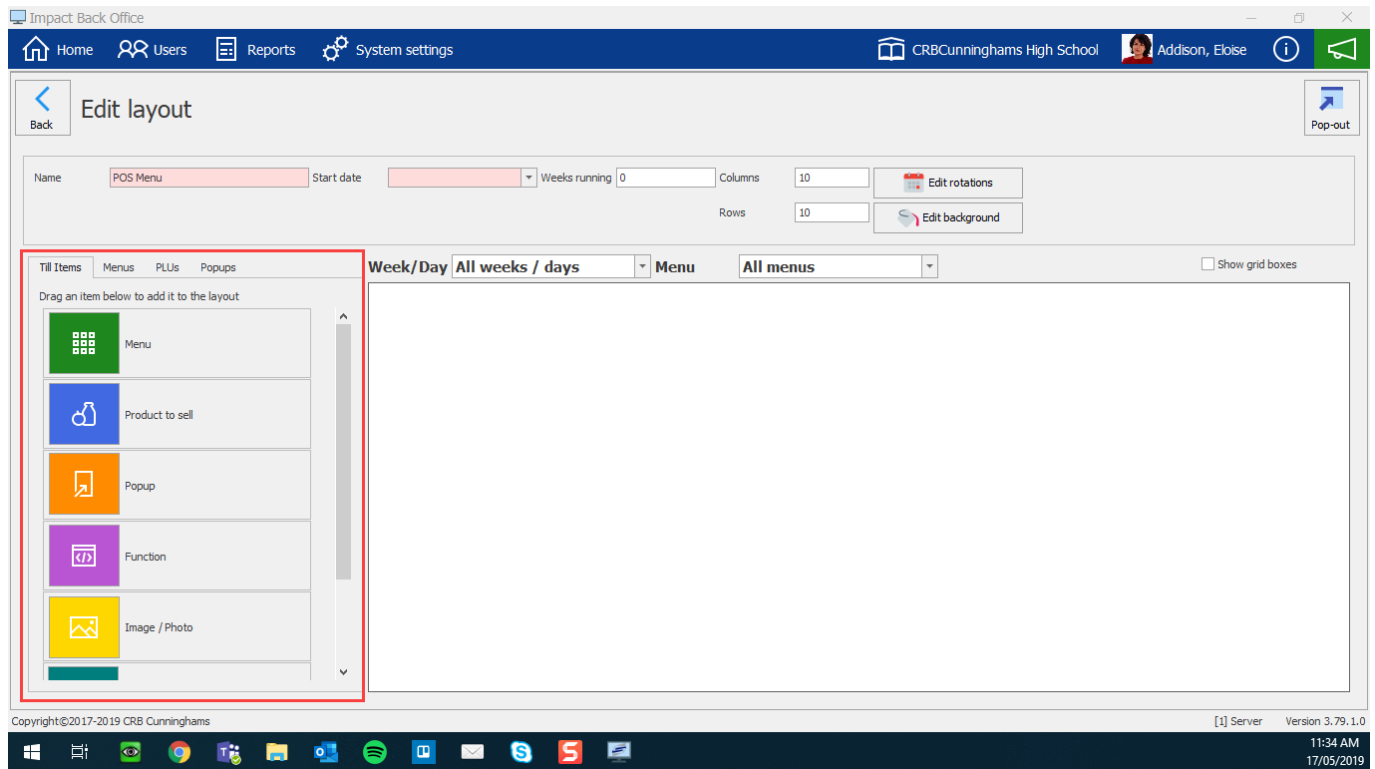 Impact Back Office
Home Users Reports System settings CRBCunninghams High School Addison, Eloise
Back Edit layout Pop-out
Name POS Menu Start date Weeks running 0 Columns 10 Edit rotations
Rows 10 Edit background
Till Items Menus PLUs Popups
Week/Day All weeks / days Menu All menus Show grid boxes
Drag an item below to add it to the layout
Menu
Product to sell
Popup
Function
Image / Photo
Copyright©2017-2019 CRB Cunninghams [1] Server Version 3.79.1.0
11:34 AM
17/05/2019